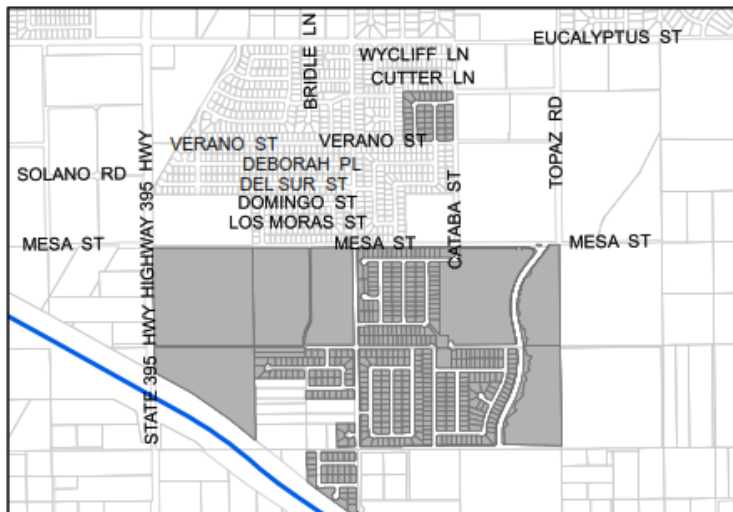 BRIDLE LN
EUCALYPTUS ST
WYCLIFF LN
CUTTER LN
VERANO ST
VERANO ST
DEBORAH PL
SOLANO RD
DEL SUR ST
DOMINGO ST
LOS MORAS ST
MESA ST
MESA ST
MESA ST
STATE 395 HWY HIGHWAY 395 HWY
CATABA ST
TOPAZ RD